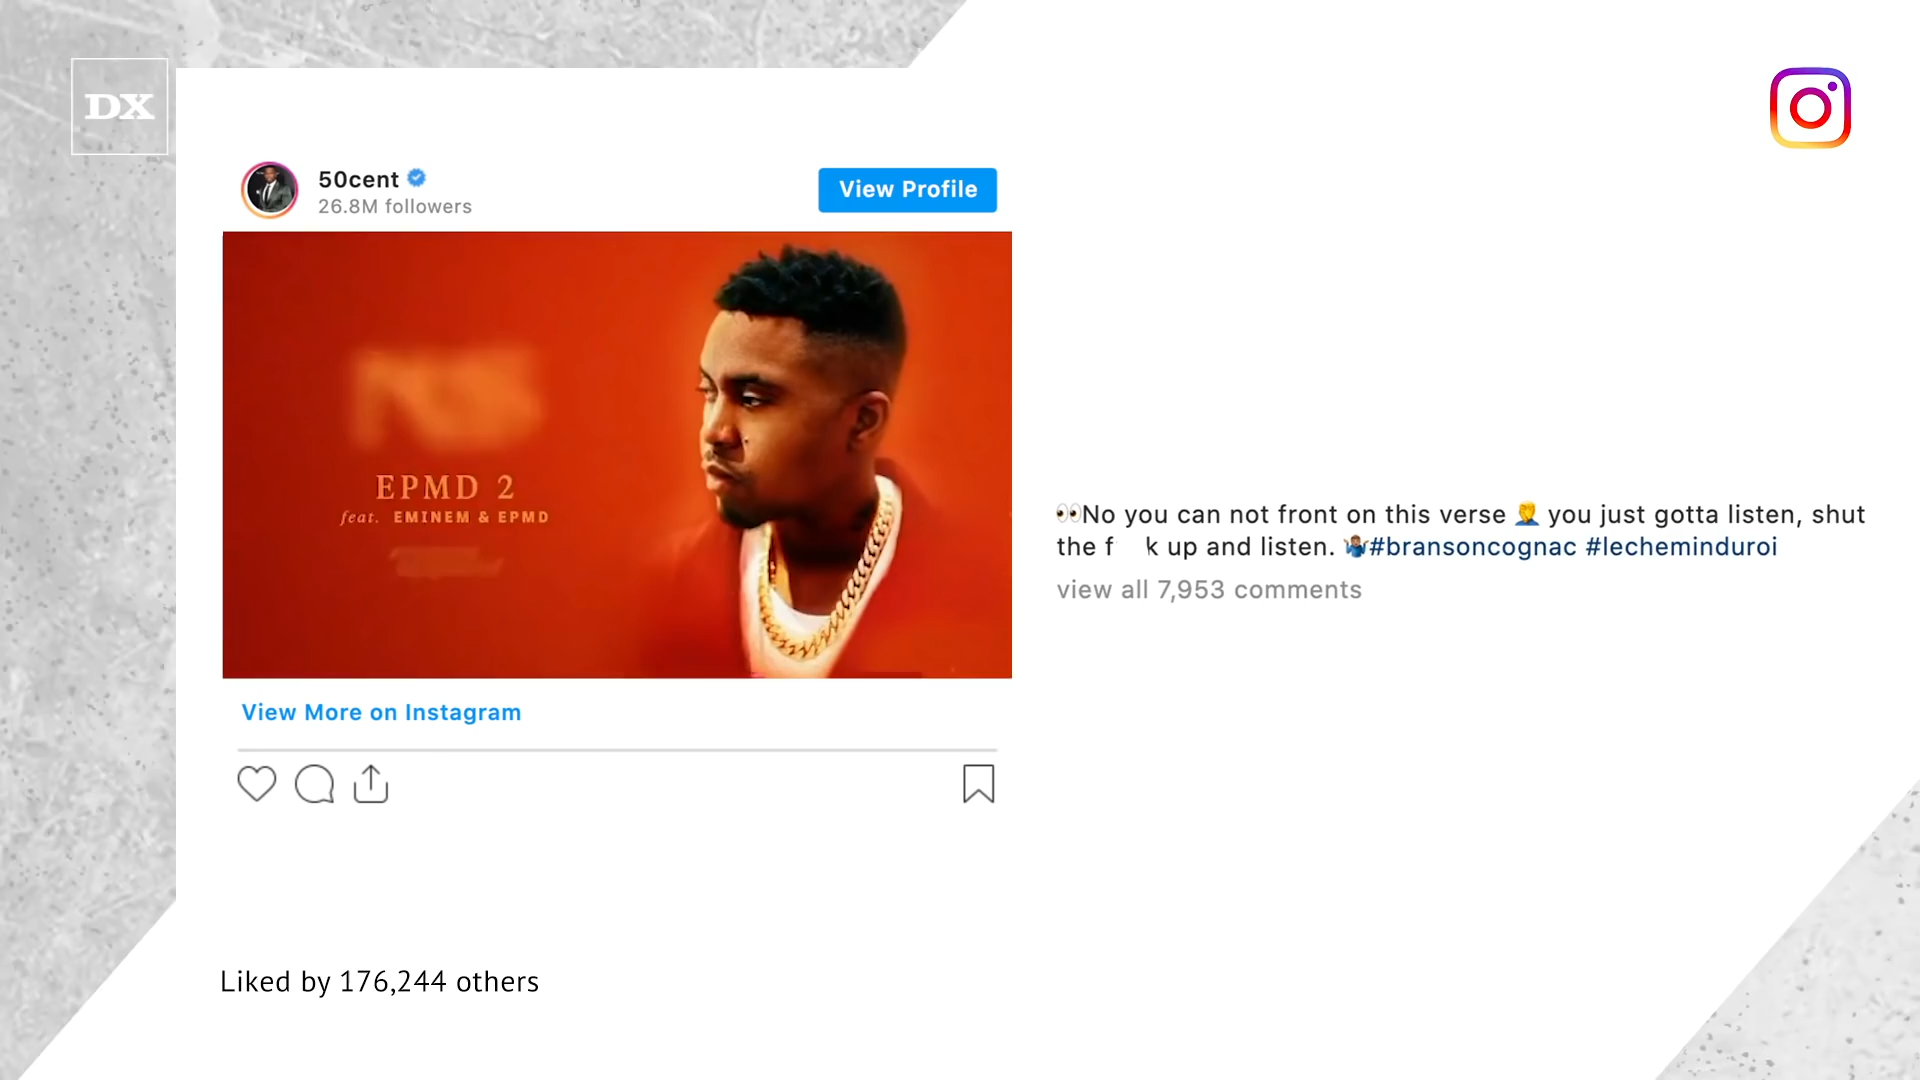 DX
50cent
26.8M followers
View Profile
EPMD 2
feat. EMINEM & EPMD
👀No you can not front on this verse 🤦 you just gotta listen, shut
the f k up and listen. 🤷🏽‍♂️#bransoncognac #lecheminduroi
view all 7,953 comments
View More on Instagram
Liked by 176,244 others